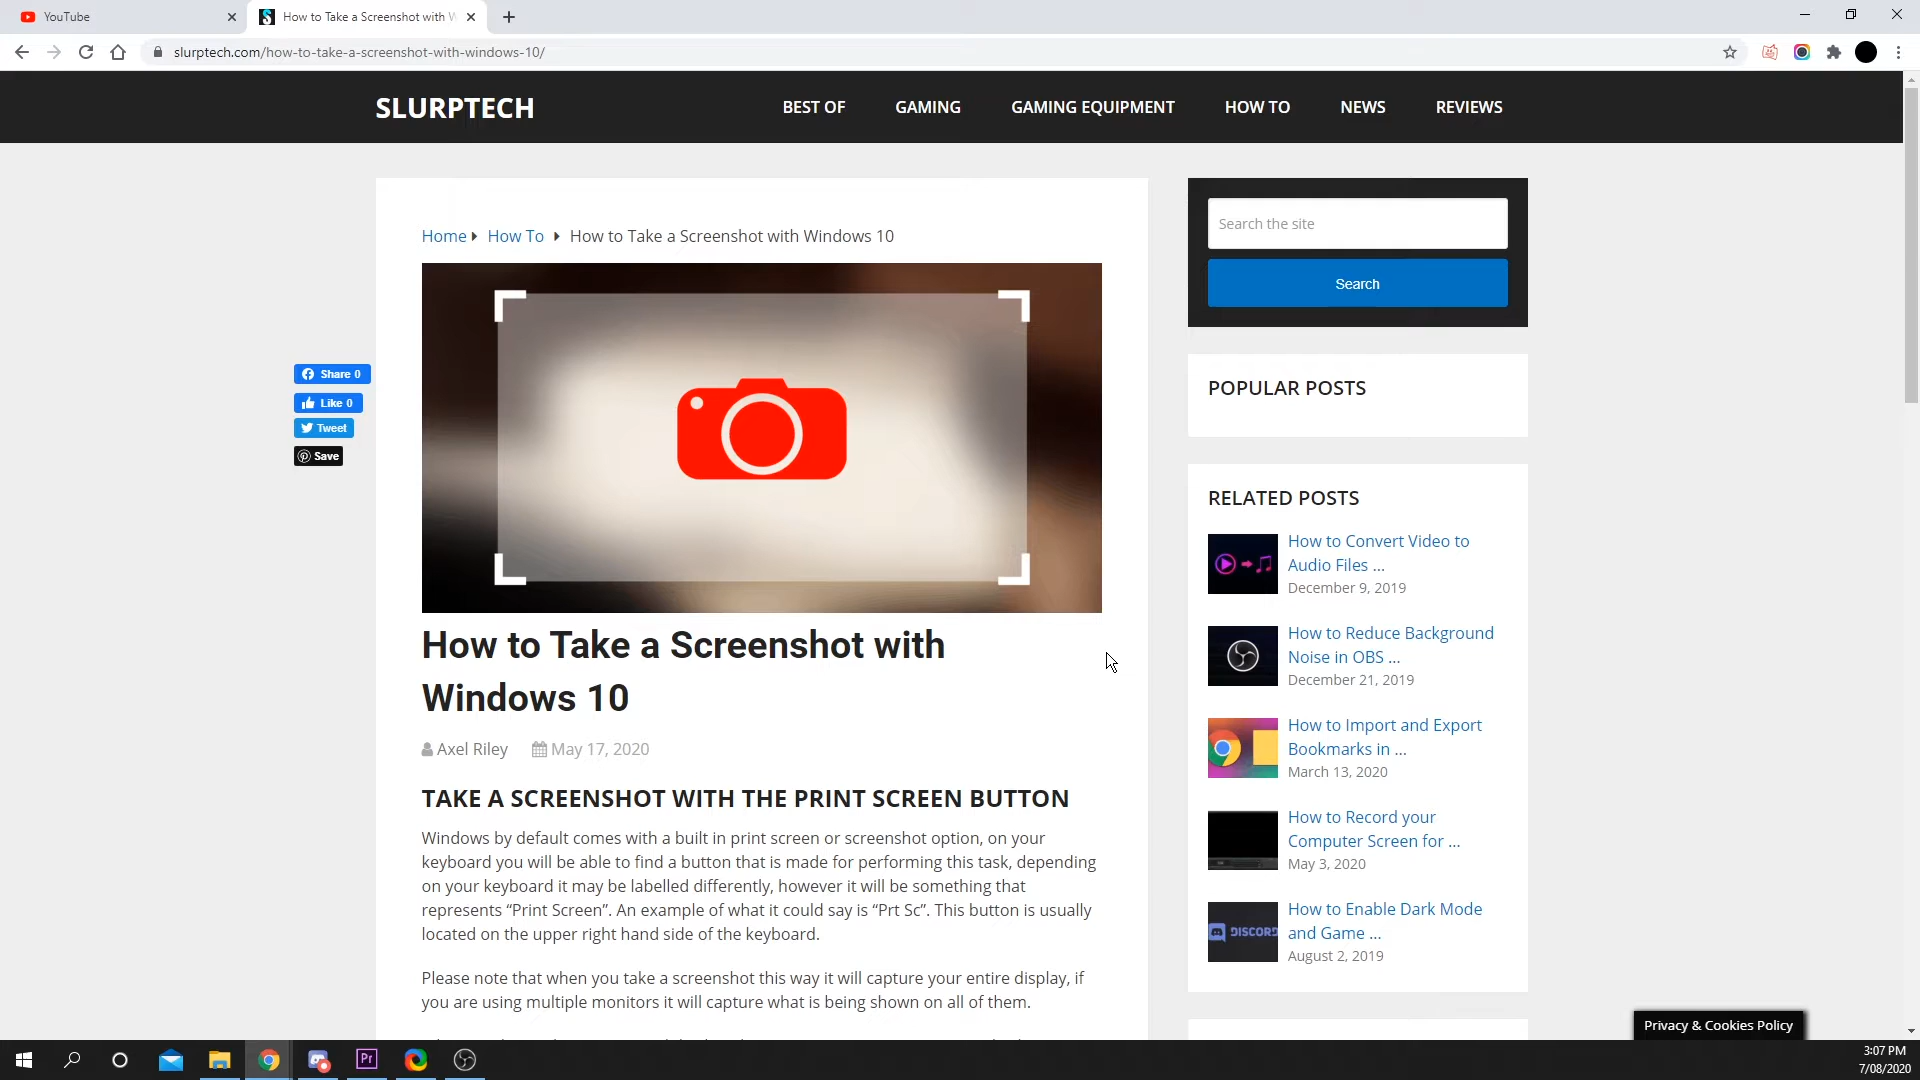 YouTube
How to Take a Screenshot with W
slurptech.com/how-to-take-a-screenshot-with-windows-10/
SLURPTECH
BEST OF
GAMING
GAMING EQUIPMENT
HOW TO
NEWS
REVIEWS
Home
How To
How to Take a Screenshot with Windows 10
Share 0
Like 0
Tweet
Save
How to Take a Screenshot with
Windows 10
Axel Riley
May 17, 2020
TAKE A SCREENSHOT WITH THE PRINT SCREEN BUTTON
Windows by default comes with a built in print screen or screenshot option, on your
keyboard you will be able to find a button that is made for performing this task, depending
on your keyboard it may be labelled differently, however it will be something that
represents “Print Screen”. An example of what it could say is “Prt Sc”. This button is usually
located on the upper right hand side of the keyboard.
Please note that when you take a screenshot this way it will capture your entire display, if
you are using multiple monitors it will capture what is being shown on all of them.
Search the site
Search
POPULAR POSTS
RELATED POSTS
How to Convert Video to
Audio Files ...
December 9, 2019
How to Reduce Background
Noise in OBS ...
December 21, 2019
How to Import and Export
Bookmarks in ...
March 13, 2020
How to Record your
Computer Screen for ...
May 3, 2020
DISCORD
How to Enable Dark Mode
and Game ...
August 2, 2019
Privacy & Cookies Policy
Pr
3:07 PM
7/08/2020